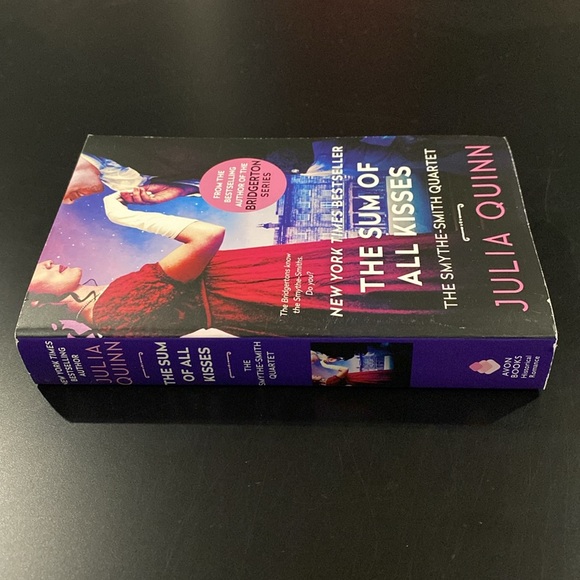 FROM THE
BESTSELLING
AUTHOR OF THE
BRIDGERTON
SERIES
The Bridgertons know
the Smythe-Smiths.
Do you?
NEW YORK TIMES BESTSELLER
THE SUM OF
ALL KISSES
THE SMYTHE-SMITH QUARTET
JULIA QUINN
NEW YORK TIMES
BESTSELLING
AUTHOR
JULIA
QUINN
THE SUM
OF ALL
KISSES
THE
SMYTHE-SMITH
QUARTET
AVON
BOOKS
Historical
Romance